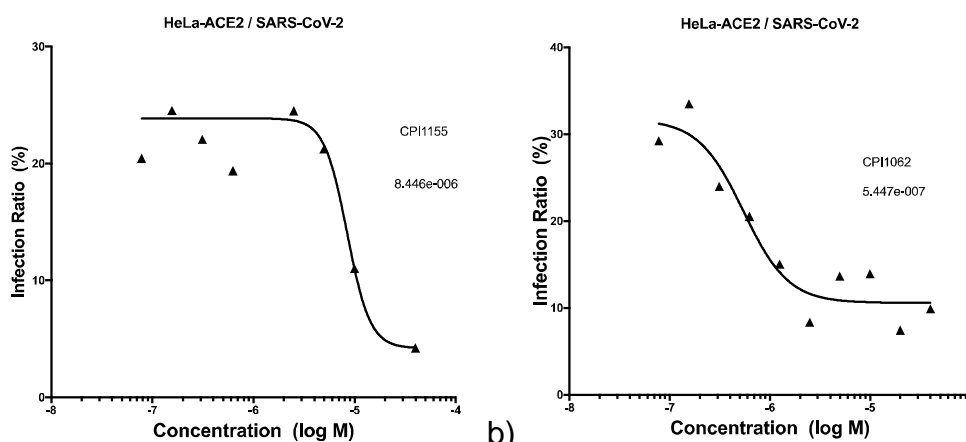 HeLa-ACE2 / SARS-CoV-2
30
20
10
0
Infection Ratio (%)
CPI1155
8.446e-006
-8
-7
-6
-5
-4
Concentration (log M)
b)
HeLa-ACE2 / SARS-CoV-2
40
30
20
10
0
Infection Ratio (%)
CPI1062
5.447e-007
-8
-7
-6
-5
Concentration (log M)